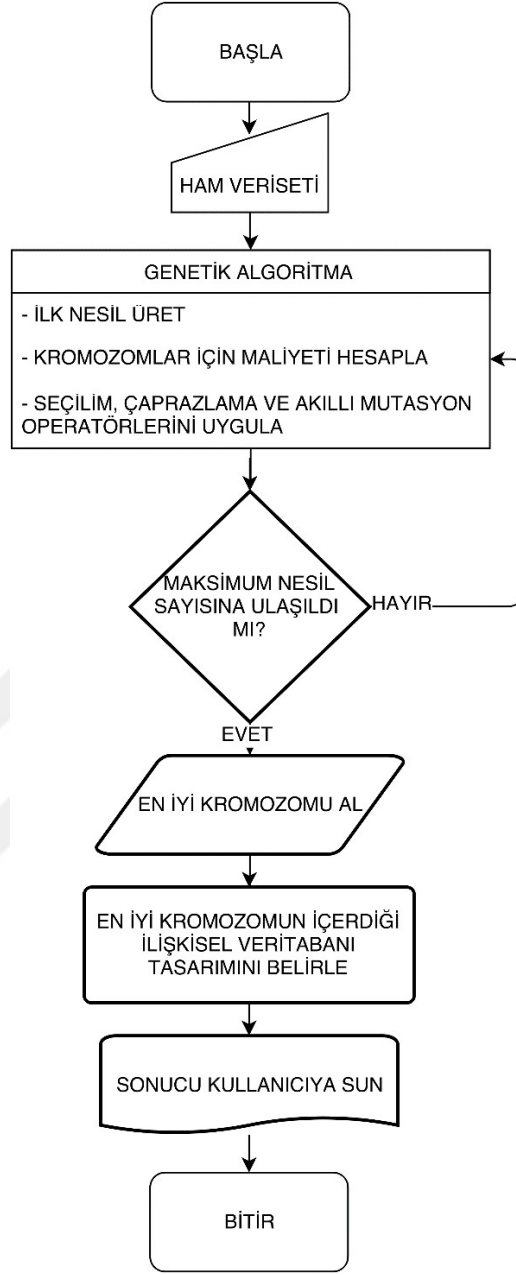 BAŞLA
HAM VERİSETİ
GENETİK ALGORİTMA
- İLK NESİL ÜRET
- KROMOZOMLAR İÇİN MALİYETİ HESAPLA
- SEÇİLİM, ÇAPRAZLAMA VE AKILLI MUTASYON
OPERATÖRLERİNİ UYGULA
MAKSİMUM NESİL
SAYISINA ULAŞILDI
MI?
HAYIR
EVET
EN İYİ KROMOZOMU AL
EN İYİ KROMOZOMUN İÇERDİĞİ
İLİŞKİSEL VERİTABANI
TASARIMINI BELİRLE
SONUCU KULLANICIYA SUN
BİTİR